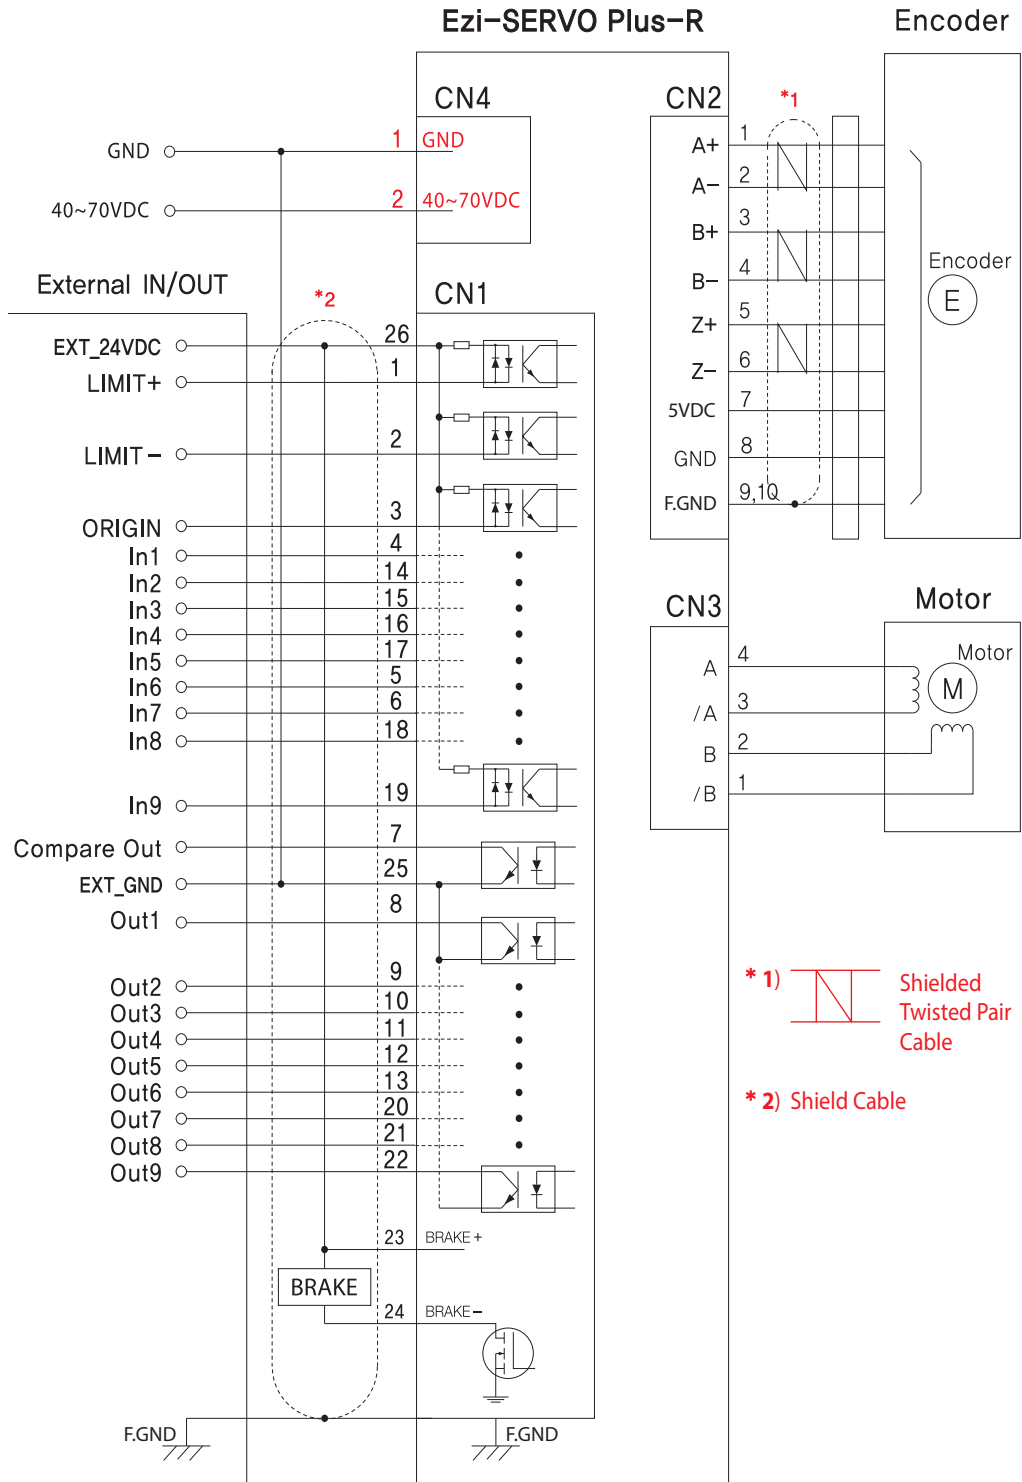 Ezi-SERVO Plus-R
Encoder
CN4
1 GND
GND
2 40~70VDC
40~70VDC
CN2
*1
A+ 1
A- 2
B+ 3
B- 4
Z+ 5
Z- 6
5VDC 7
GND 8
F.GND 9,10
Encoder
E
External IN/OUT
*2
CN1
EXT_24VDC 26
LIMIT+ 1
LIMIT- 2
ORIGIN 3
In1 4
In2 14
In3 15
In4 16
In5 17
In6 5
In7 6
In8 18
In9 19
Compare Out 7
EXT_GND 25
Out1 8
Out2 9
Out3 10
Out4 11
Out5 12
Out6 13
Out7 20
Out8 21
Out9 22
23 BRAKE+
BRAKE
24 BRAKE-
F.GND
F.GND
CN3
Motor
A 4
/A 3
B 2
/B 1
Motor
M
* 1) Shielded
Twisted Pair
Cable
* 2) Shield Cable